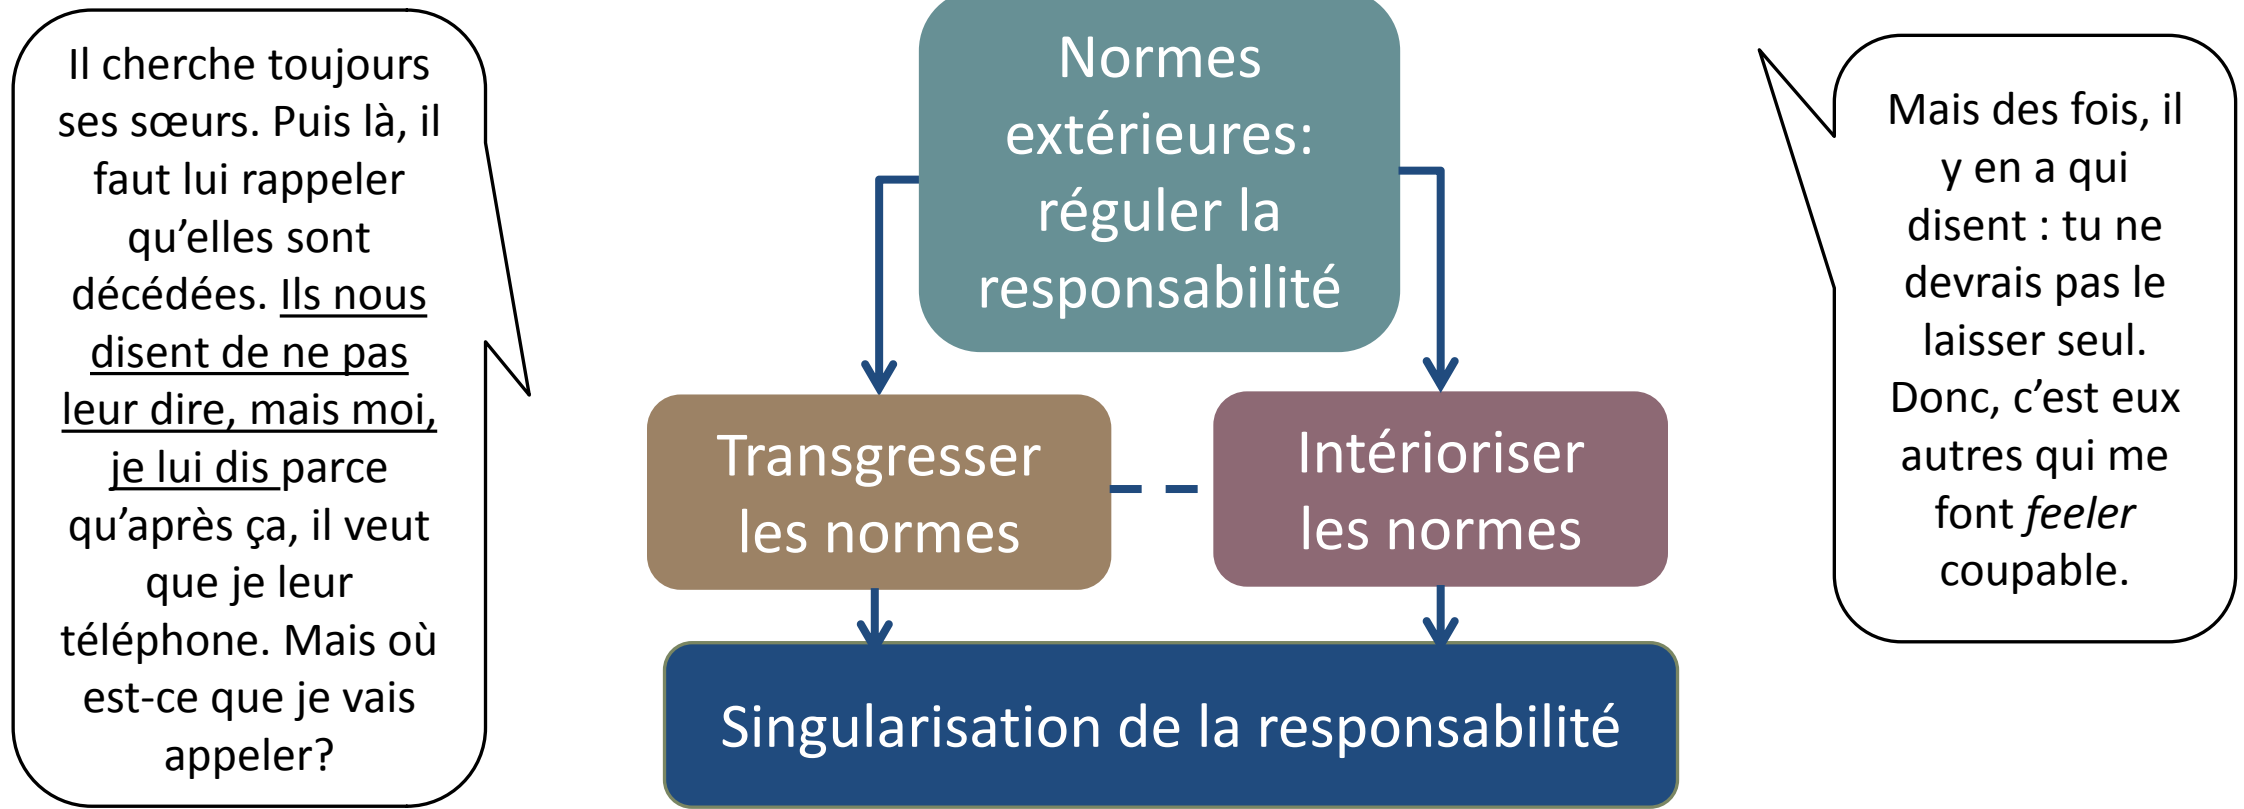 Il cherche toujours
ses sœurs. Puis là, il
faut lui rappeler
qu’elles sont
décédées. Ils nous
disent de ne pas
leur dire, mais moi,
je lui dis parce
qu’après ça, il veut
que je leur
téléphone. Mais où
est-ce que je vais
appeler?
Normes
extérieures:
réguler la
responsabilité
Transgresser
les normes
Intérioriser
les normes
Singularisation de la responsabilité
Mais des fois, il
y en a qui
disent : tu ne
devrais pas le
laisser seul.
Donc, c’est eux
autres qui me
font feeler
coupable.